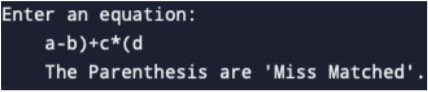 Enter an equation:
a-b)+c*(d
The Parenthesis are 'Miss Matched'.